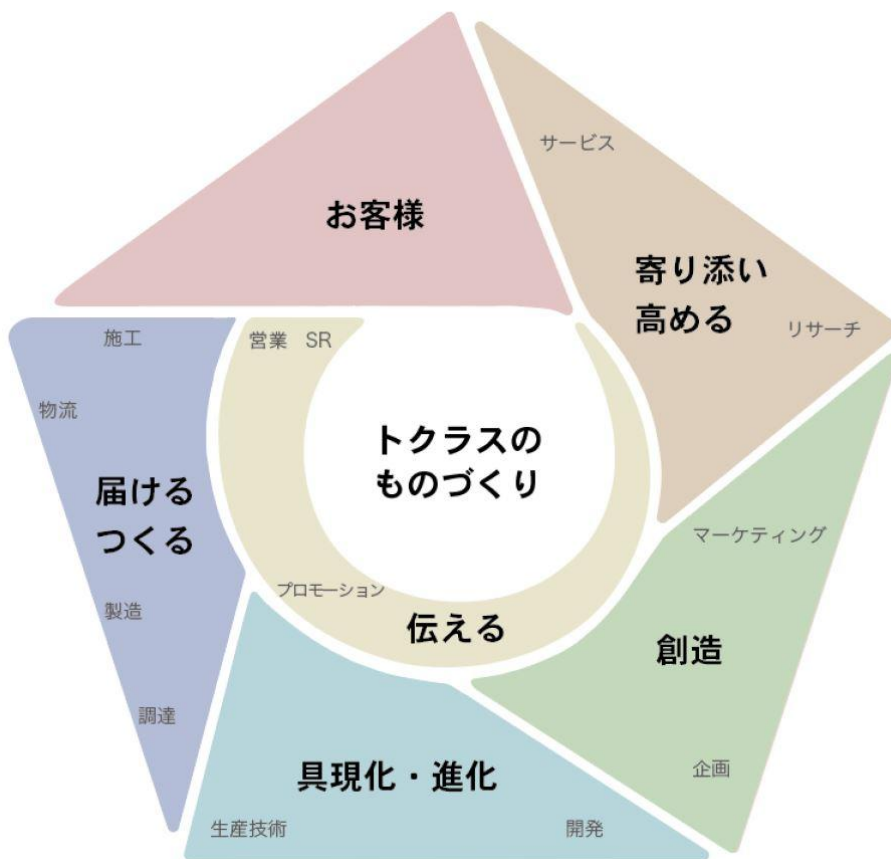 サービス
お客様
寄り添い
高める
リサーチ
施工
営業 SR
物流
トクラスの
ものづくり
届ける
つくる
マーケティング
プロモーション
製造
伝える
創造
調達
企画
具現化・進化
生産技術
開発